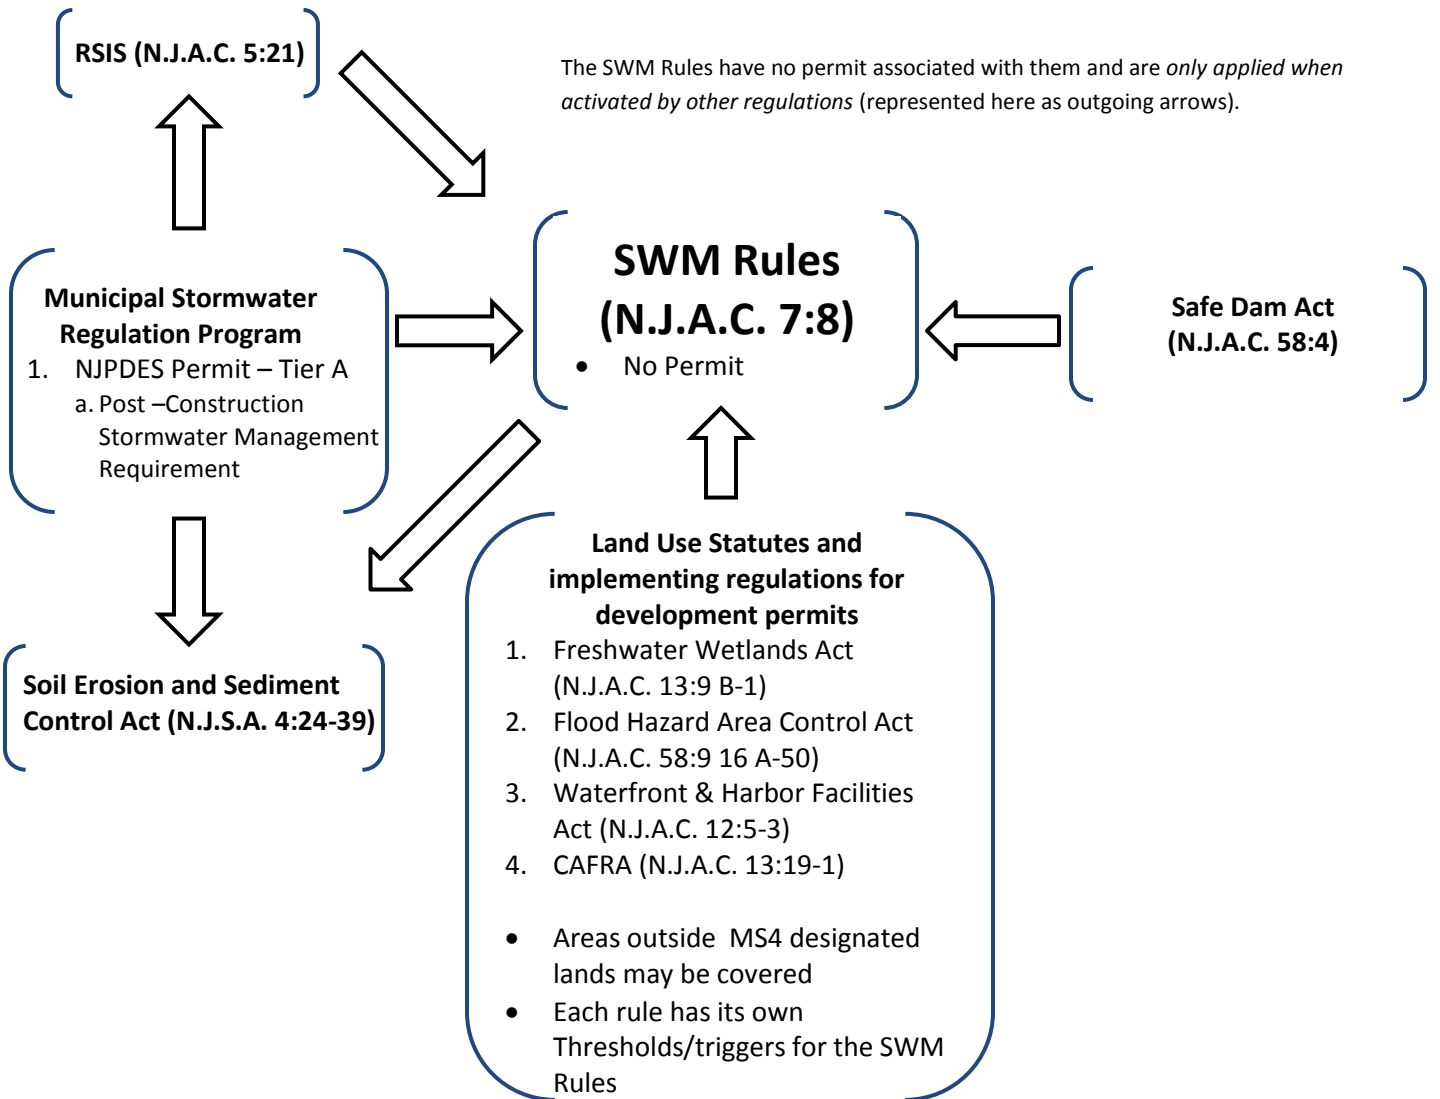 RSIS (N.J.A.C. 5:21)
The SWM Rules have no permit associated with them and are only applied when
activated by other regulations (represented here as outgoing arrows).
SWM Rules
(N.J.A.C. 7:8)
• No Permit
Municipal Stormwater
Regulation Program
1. NJPDES Permit – Tier A
a. Post –Construction
Stormwater Management
Requirement
Safe Dam Act
(N.J.A.C. 58:4)
Soil Erosion and Sediment
Control Act (N.J.S.A. 4:24-39)
Land Use Statutes and
implementing regulations for
development permits
1. Freshwater Wetlands Act
(N.J.A.C. 13:9 B-1)
2. Flood Hazard Area Control Act
(N.J.A.C. 58:9 16 A-50)
3. Waterfront & Harbor Facilities
Act (N.J.A.C. 12:5-3)
4. CAFRA (N.J.A.C. 13:19-1)
• Areas outside MS4 designated
lands may be covered
• Each rule has its own
Thresholds/triggers for the SWM
Rules